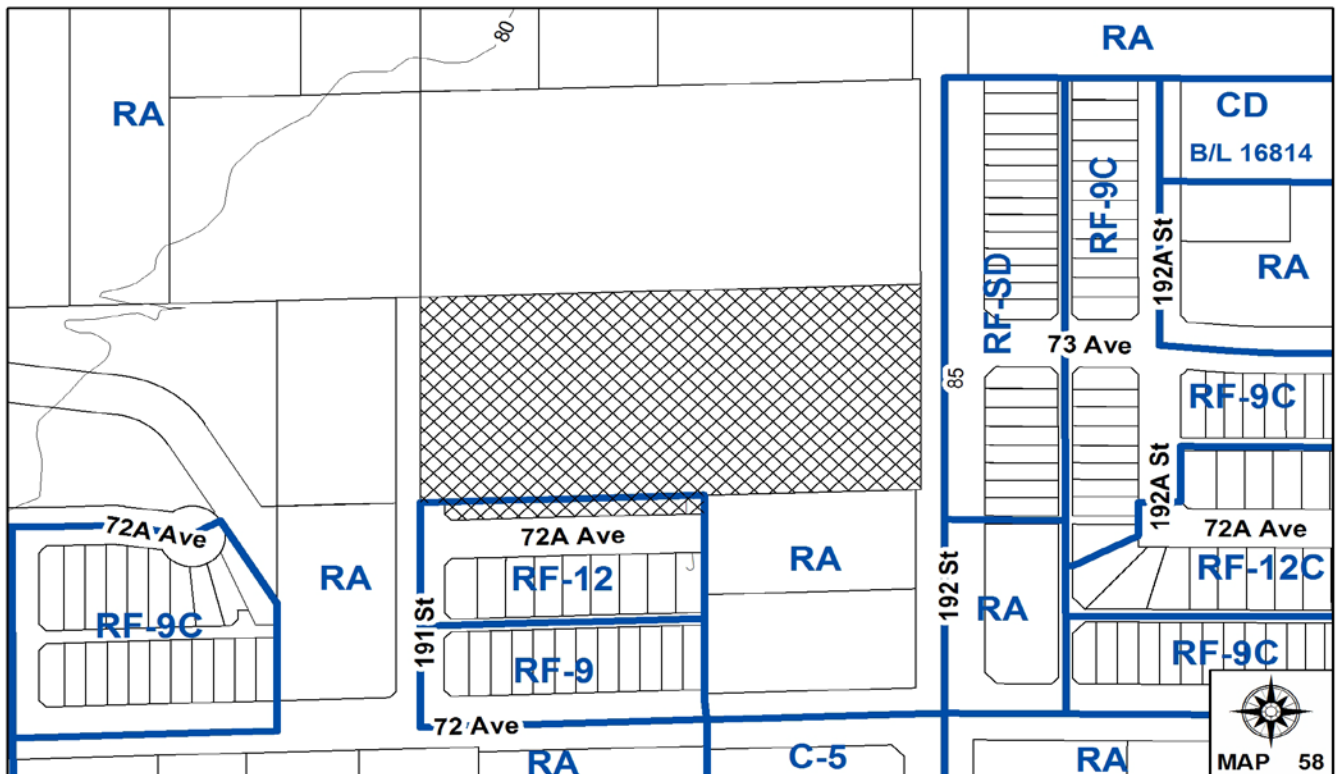 80
RA
RA
CD
B/L 16814
RF-9C
192A St
RA
RF-SD
73 Ave
85
RF-9C
192A St
72A Ave
72A Ave
72A Ave
RF-12
RA
RA
RF-12C
192 St
RA
RF-9C
191 St
RF-9
RF-9C
72 Ave
RA
C-5
RA
MAP 58